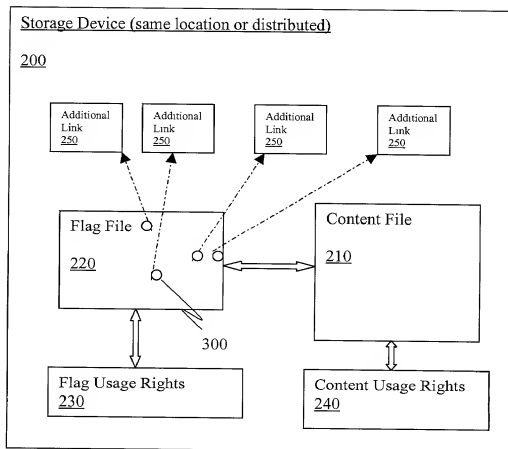 Storage Device (same location or distributed)
200
Additional
Link
250
Additional
Link
250
Additional
Link
250
Additional
Link
250
Flag File
220
Content File
210
300
Flag Usage Rights
230
Content Usage Rights
240